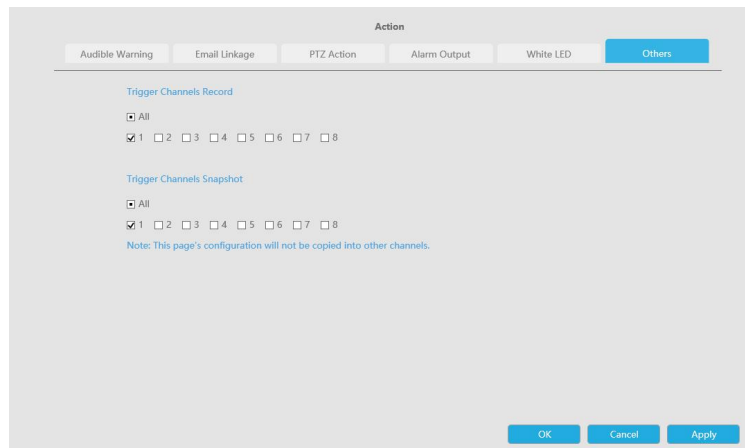 Action
Audible Warning Email Linkage PTZ Action Alarm Output White LED Others
Trigger Channels Record
All
1 2 3 4 5 6 7 8
Trigger Channels Snapshot
All
1 2 3 4 5 6 7 8
Note: This page's configuration will not be copied into other channels.
OK Cancel Apply